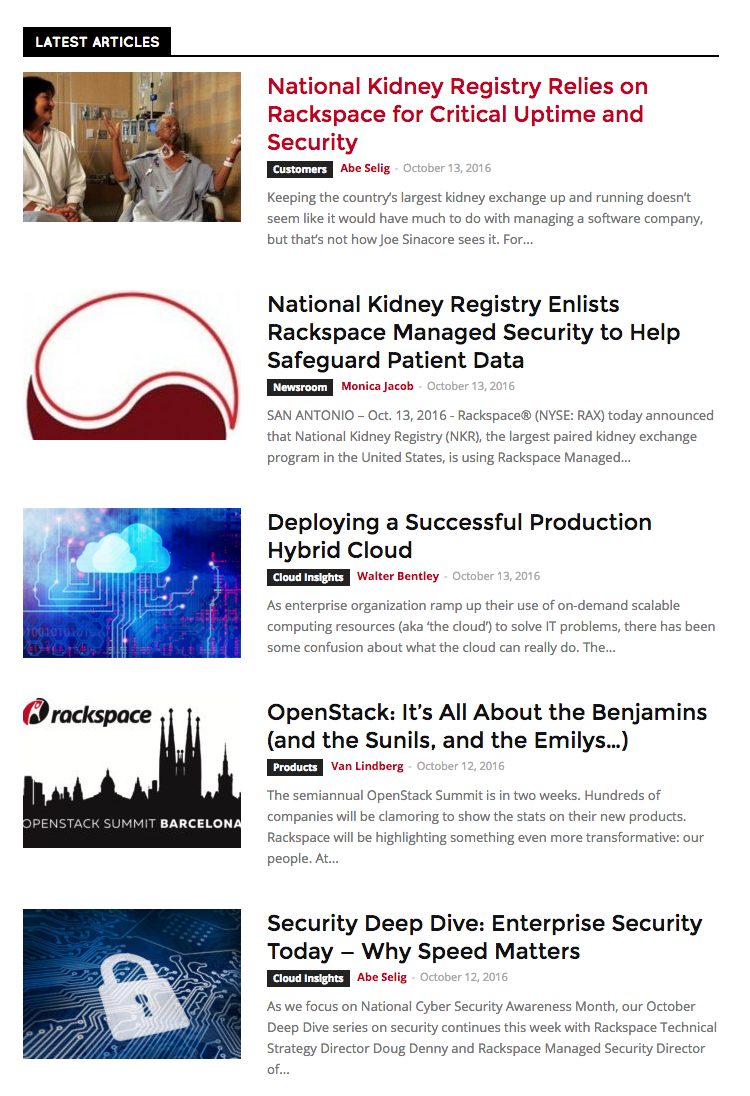 LATEST ARTICLES
National Kidney Registry Relies on
Rackspace for Critical Uptime and
Security
Customers Abe Selig - October 13, 2016
Keeping the country's largest kidney exchange up and running doesn't
seem like it would have much to do with managing a software company,
but that's not how Joe Sinacore sees it. For...
National Kidney Registry Enlists
Rackspace Managed Security to Help
Safeguard Patient Data
Newsroom Monica Jacob - October 13, 2016
SAN ANTONIO – Oct. 13, 2016 - Rackspace® (NYSE: RAX) today announced
that National Kidney Registry (NKR), the largest paired kidney exchange
program in the United States, is using Rackspace Managed...
Deploying a Successful Production
Hybrid Cloud
Cloud Insights Walter Bentley - October 13, 2016
As enterprise organization ramp up their use of on-demand scalable
computing resources (aka 'the cloud') to solve IT problems, there has been
some confusion about what the cloud can really do. The...
rackspace
OPENSTACK SUMMIT BARCELONA
OpenStack: It's All About the Benjamins
(and the Sunils, and the Emilys…)
Products Van Lindberg - October 12, 2016
The semiannual OpenStack Summit is in two weeks. Hundreds of
companies will be clamoring to show the stats on their new products.
Rackspace will be highlighting something even more transformative: our
people. At...
Security Deep Dive: Enterprise Security
Today — Why Speed Matters
Cloud Insights Abe Selig - October 12, 2016
As we focus on National Cyber Security Awareness Month, our October
Deep Dive series on security continues this week with Rackspace Technical
Strategy Director Doug Denny and Rackspace Managed Security Director
of...